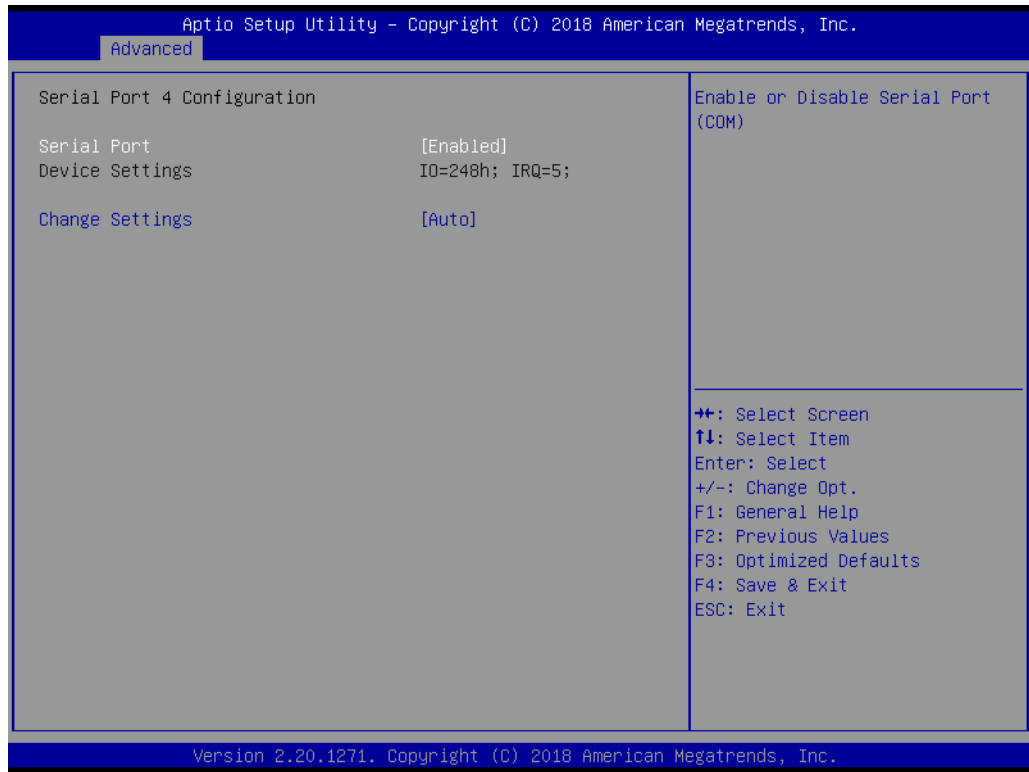 Aptio Setup Utility – Copyright (C) 2018 American Megatrends, Inc.
Advanced
Serial Port 4 Configuration
Serial Port [Enabled]
Device Settings IO=248h; IRQ=5;
Change Settings [Auto]
Enable or Disable Serial Port
(COM)
→←: Select Screen
↑↓: Select Item
Enter: Select
+/-: Change Opt.
F1: General Help
F2: Previous Values
F3: Optimized Defaults
F4: Save & Exit
ESC: Exit
Version 2.20.1271. Copyright (C) 2018 American Megatrends, Inc.